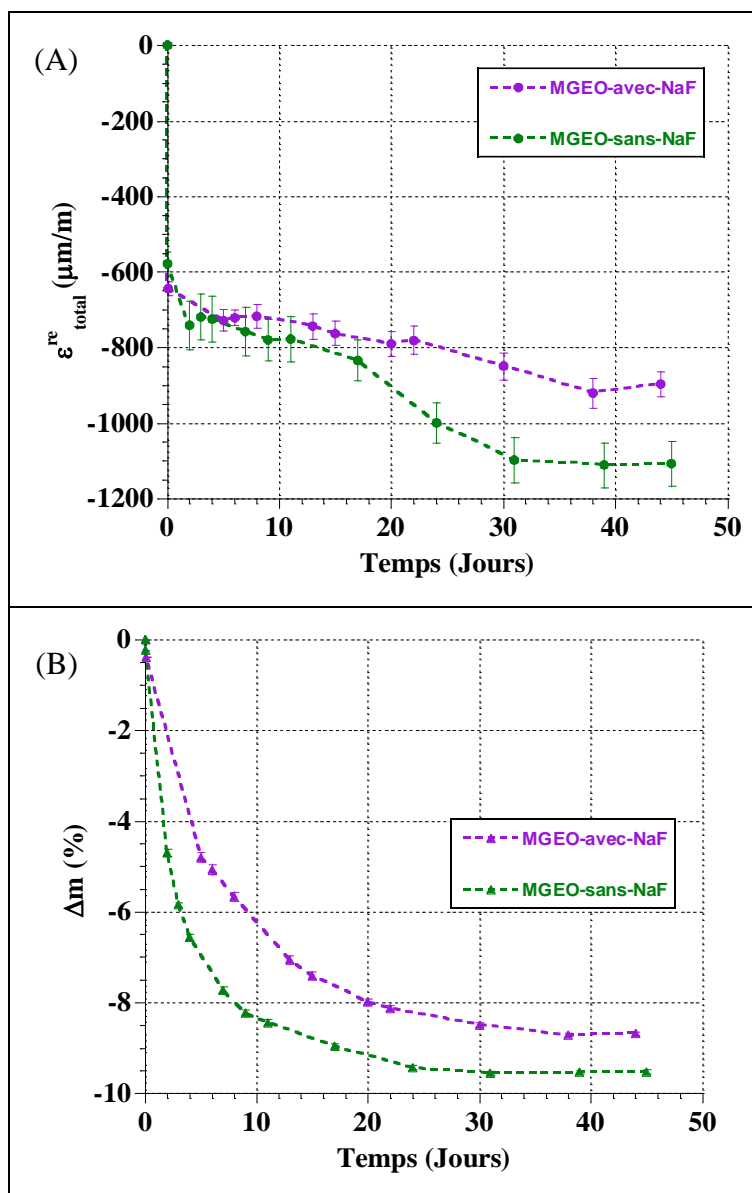 (A)
0
-200
-400
-600
-800
-1000
-1200
ε^re_total (µm/m)
MGEO-avec-NaF
MGEO-sans-NaF
0 10 20 30 40 50
Temps (Jours)
(B)
0
-2
-4
-6
-8
-10
Δm (%)
MGEO-avec-NaF
MGEO-sans-NaF
0 10 20 30 40 50
Temps (Jours)